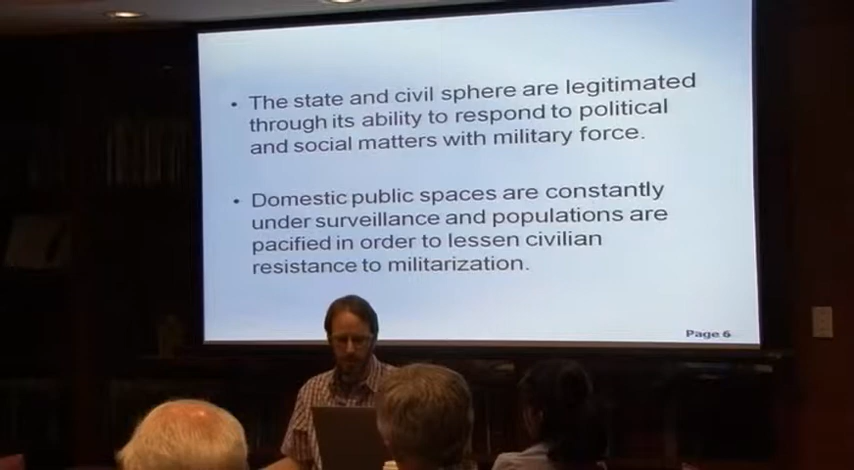 • The state and civil sphere are legitimated
through its ability to respond to political
and social matters with military force.
• Domestic public spaces are constantly
under surveillance and populations are
pacified in order to lessen civilian
resistance to militarization.
Page 6